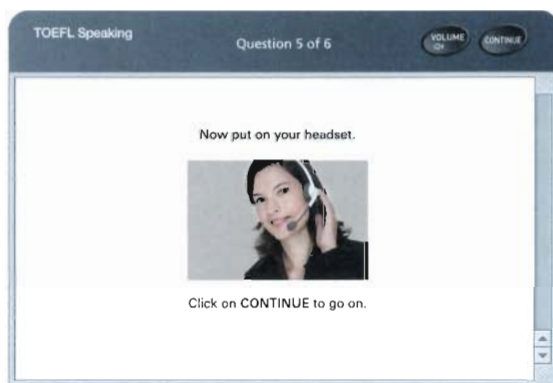 TOEFL Speaking
Question 5 of 6
VOLUME
CONTINUE
Now put on your headset.
Click on CONTINUE to go on.